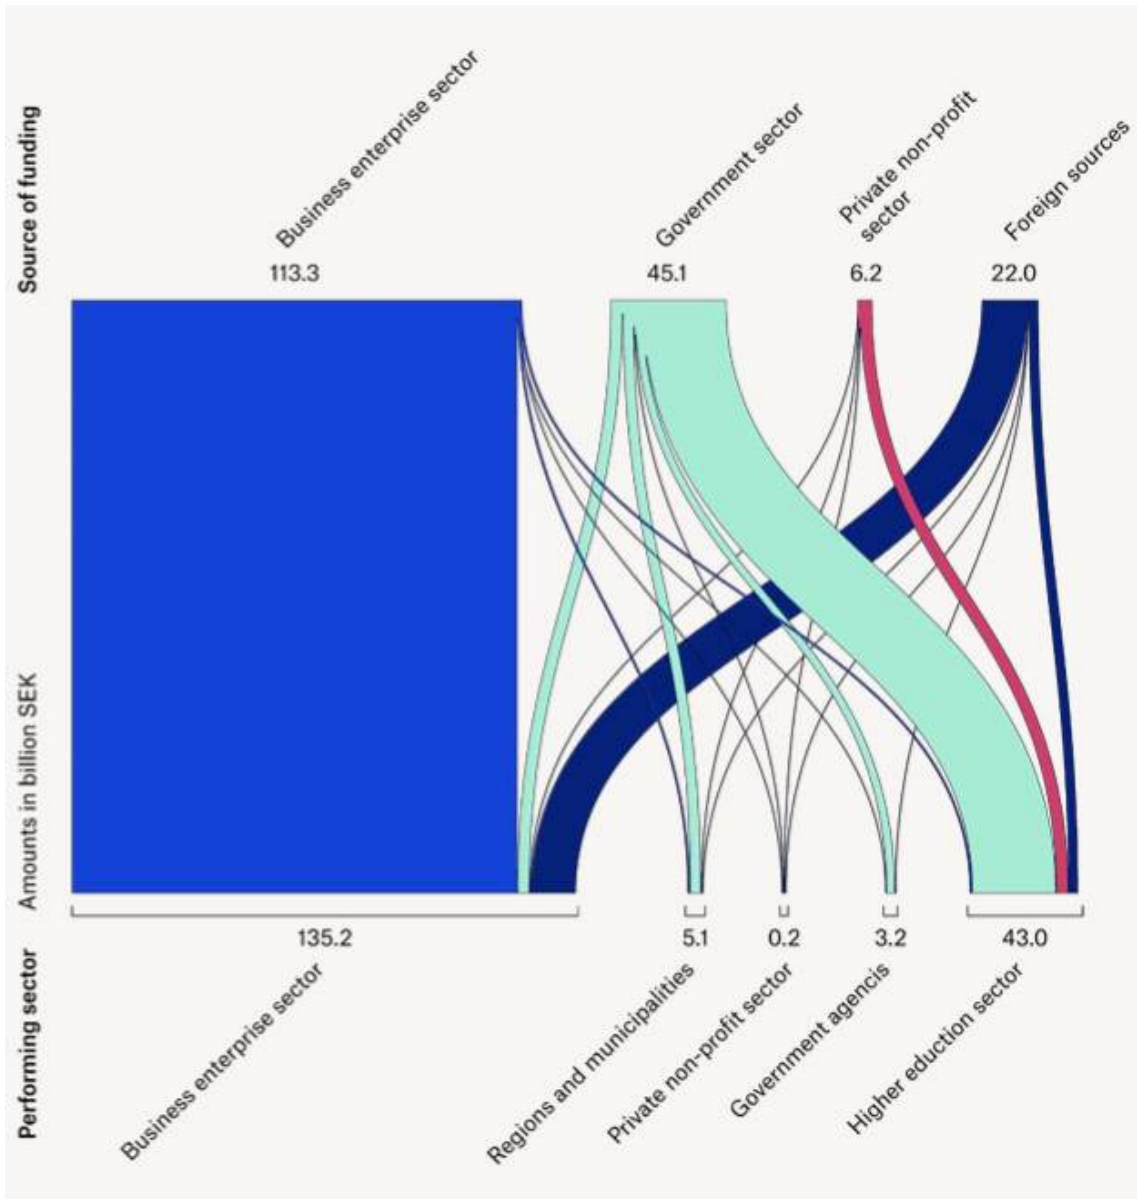 Source of funding
Business enterprise sector
Government sector
Private non-profit
sector
Foreign sources
113.3
45.1
6.2
22.0
Amounts in billion SEK
135.2
5.1
0.2
3.2
43.0
Performing sector
Business enterprise sector
Regions and municipalities
Private non-profit sector
Government agencis
Higher eduction sector